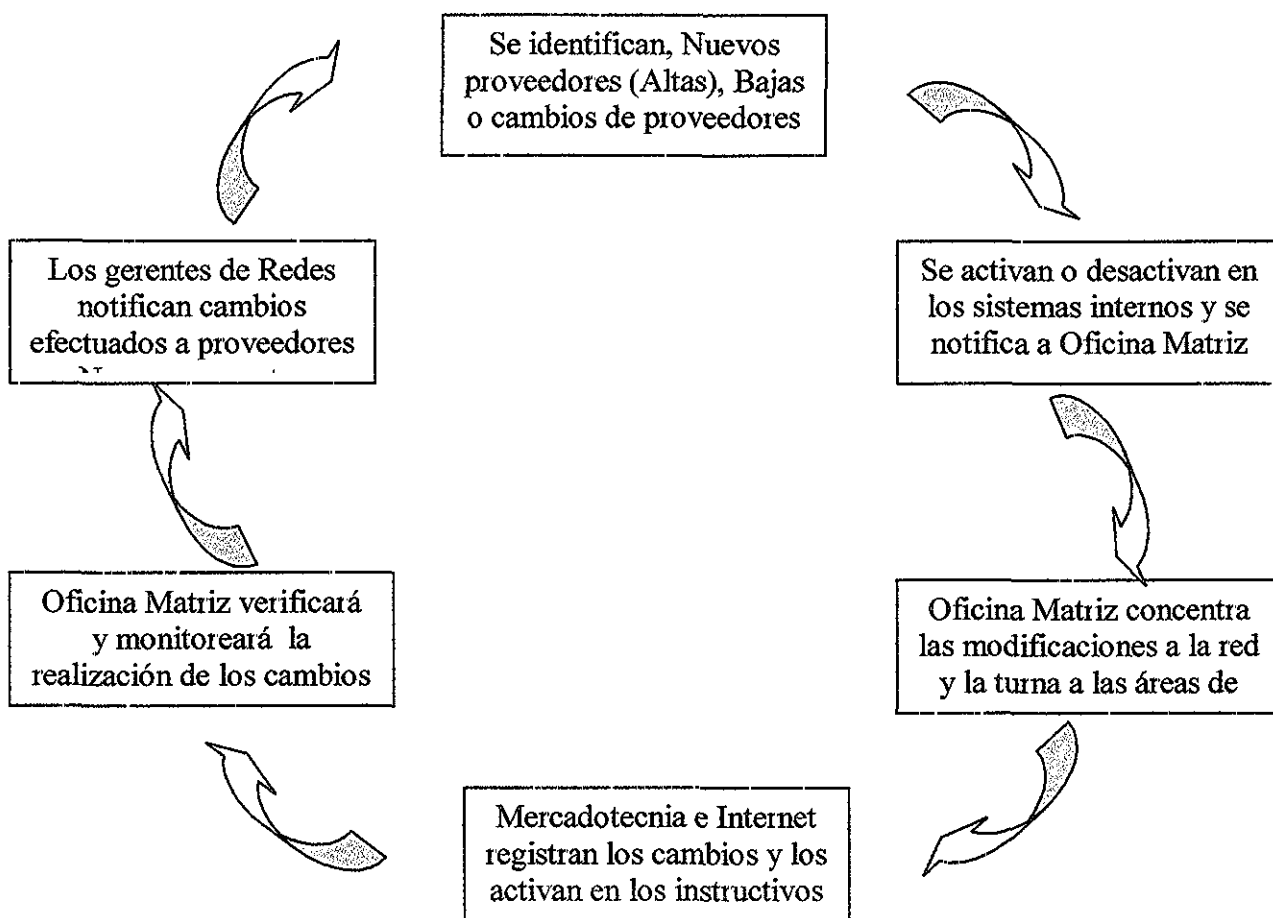 Se identifican, Nuevos
proveedores (Altas), Bajas
o cambios de proveedores
Se activan o desactivan en
los sistemas internos y se
notifica a Oficina Matriz
Oficina Matriz concentra
las modificaciones a la red
y la turna a las áreas de
Mercadotecnia e Internet
registran los cambios y los
activan en los instructivos
Oficina Matriz verificará
y monitoreará la
realización de los cambios
Los gerentes de Redes
notifican cambios
efectuados a proveedores